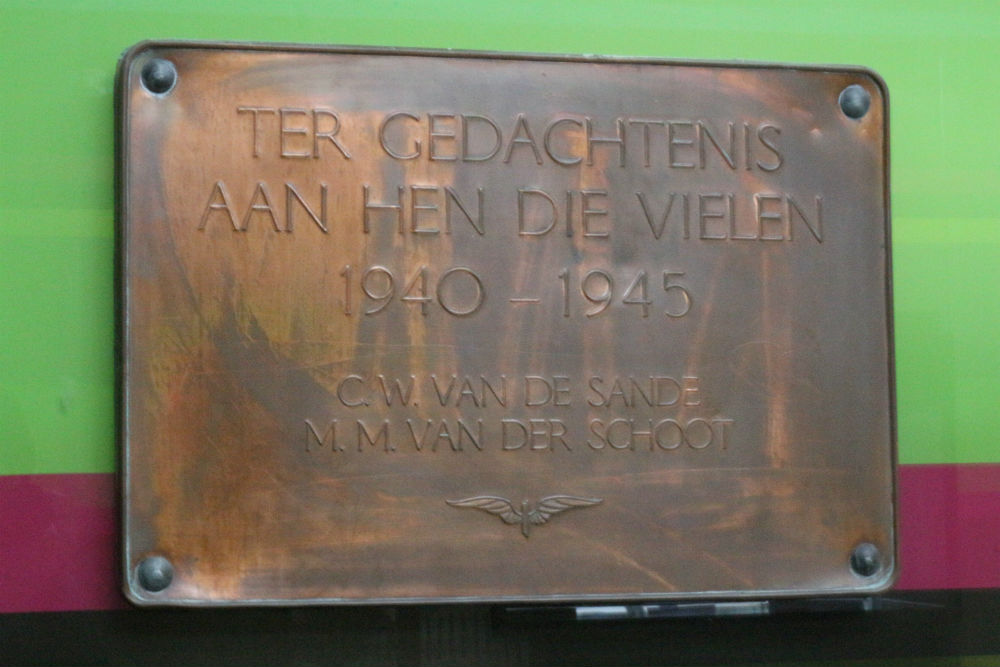 TER GEDACHTENIS
AAN HEN DIE VIELEN
1940 - 1945
C.W. VAN DE SANDE
M.M. VAN DER SCHOOT